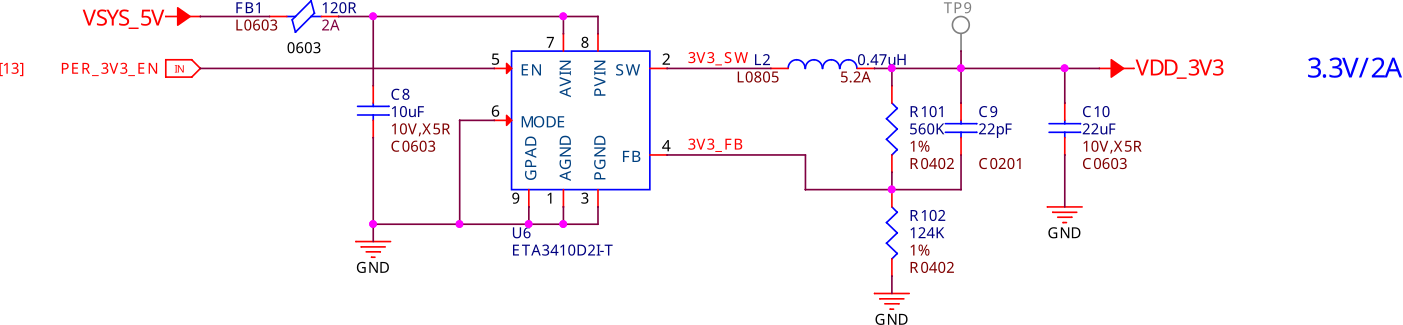 VSYS_5V
FB1
L0603
120R
2A
0603
TP9
[13]
PER_3V3_EN
IN
5
EN
7
8
AVIN
PVIN
SW
2
3V3_SW
L2
L0805
0.47uH
5.2A
VDD_3V3
3.3V/2A
C8
10uF
10V,X5R
C0603
6
MODE
GPAD
AGND
PGND
FB
4
3V3_FB
R101
560K
1%
R0402
C9
22pF
C0201
C10
22uF
10V,X5R
C0603
9
1
3
U6
ETA3410D2I-T
R102
124K
1%
R0402
GND
GND
GND